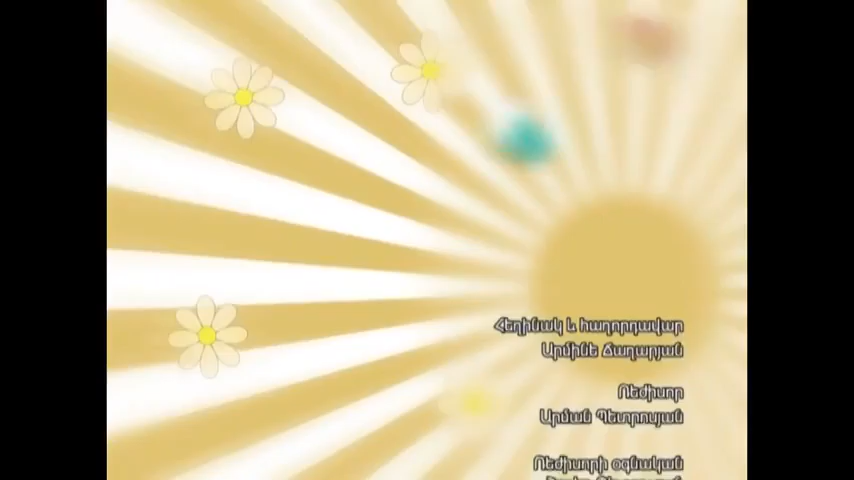 Հեղինակ և հաղորդավար
Արմինե Ճաղարյան
Ռեժիսոր
Արման Պետրոսյան
Ռեժիսորի օգնական